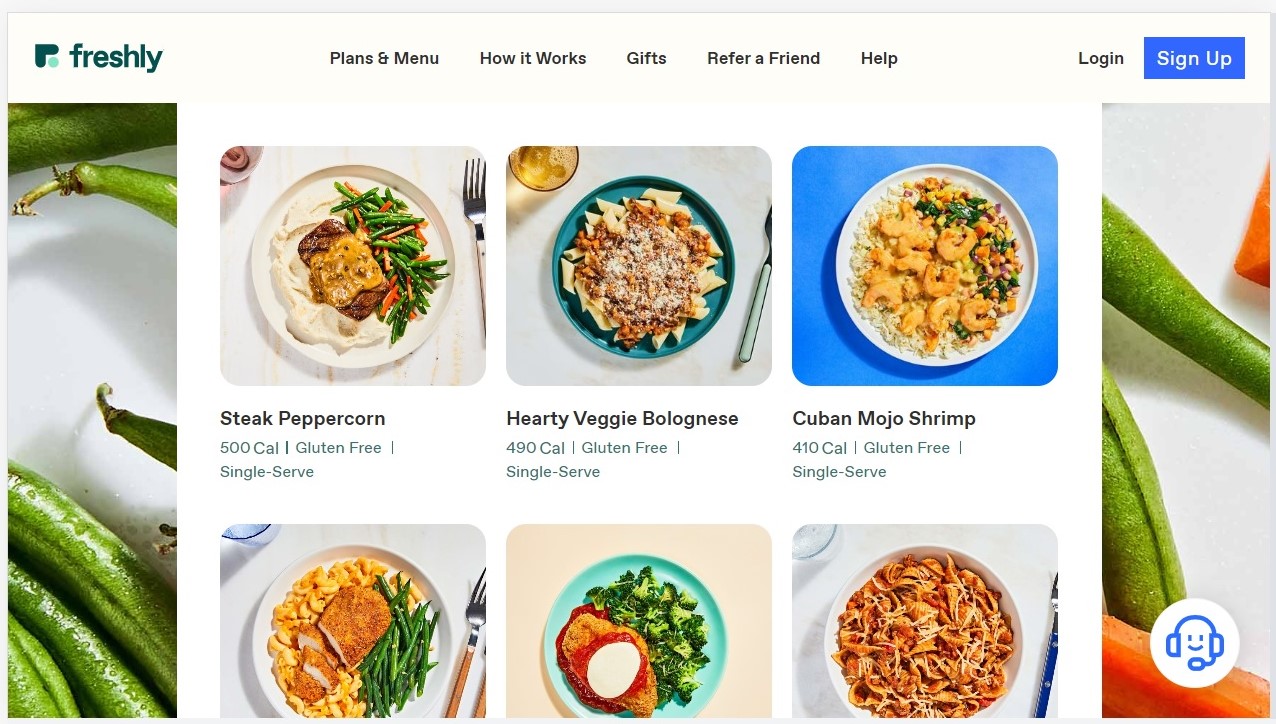 freshly
Plans & Menu How it Works Gifts Refer a Friend Help Login Sign Up
Steak Peppercorn
500 Cal | Gluten Free |
Single-Serve
Hearty Veggie Bolognese
490 Cal | Gluten Free |
Single-Serve
Cuban Mojo Shrimp
410 Cal | Gluten Free |
Single-Serve